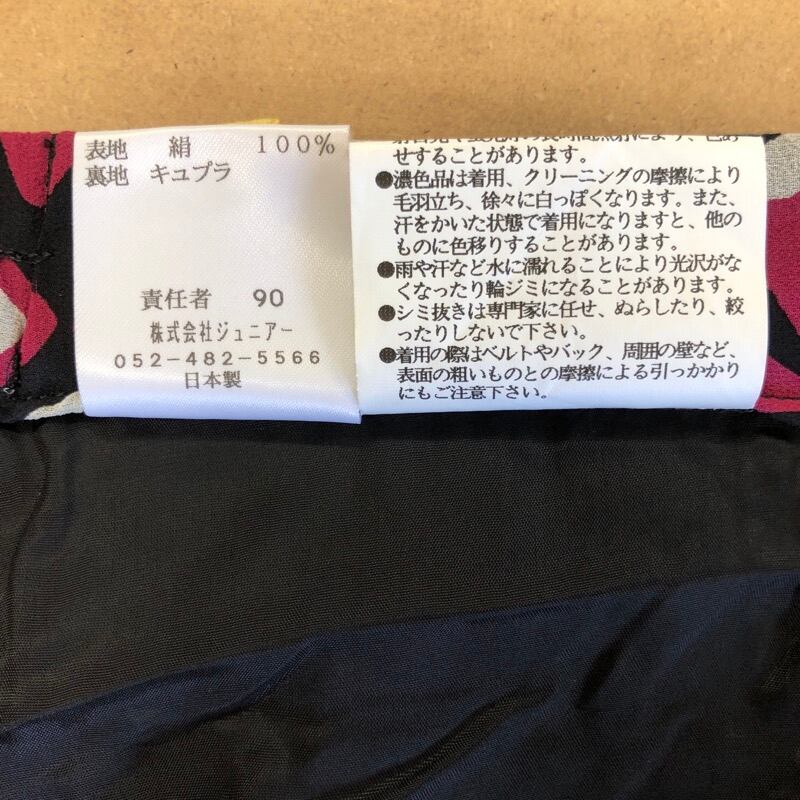 表地 絹 100%
裏地 キュプラ
責任者 90
株式会社ジュニアー
052-482-5566
日本製
により、色あ
せすることがあります。
●濃色品は着用、クリーニングの摩擦により
毛羽立ち、徐々に白っぽくなります。また、
汗をかいた状態で着用になりますと、他の
ものに色移りすることがあります。
●雨や汗など水に濡れることにより光沢がな
くなったり輪ジミになることがあります。
●シミ抜きは専門家に任せ、ぬらしたり、絞
ったりしないで下さい。
●着用の際はベルトやバック、周囲の壁など、
表面の粗いものとの摩擦による引っかかり
にもご注意下さい。